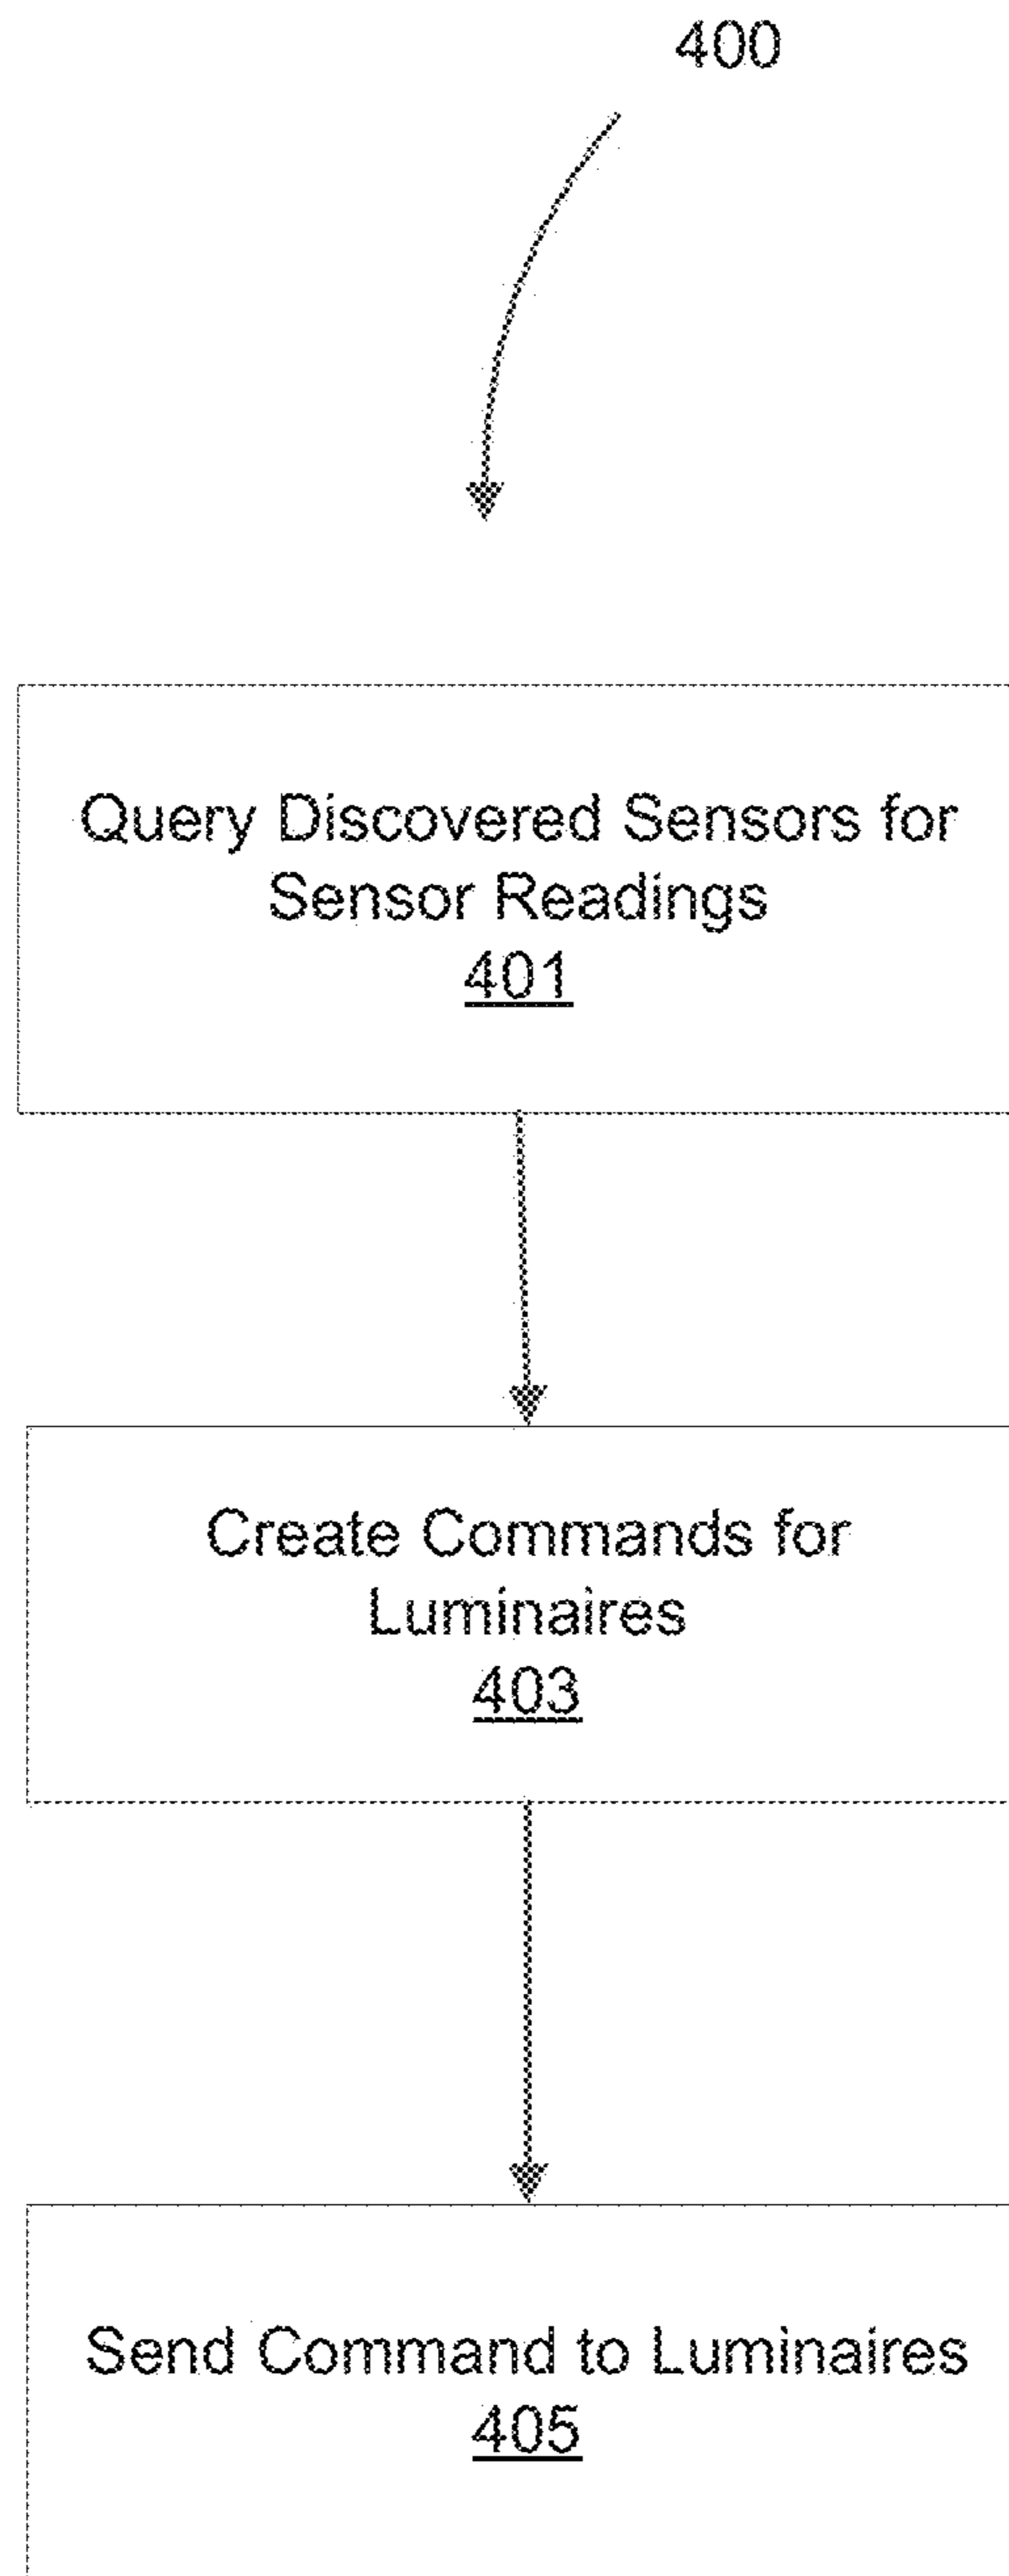 400
Query Discovered Sensors for
Sensor Readings
401
Create Commands for
Luminaires
403
Send Command to Luminaires
405